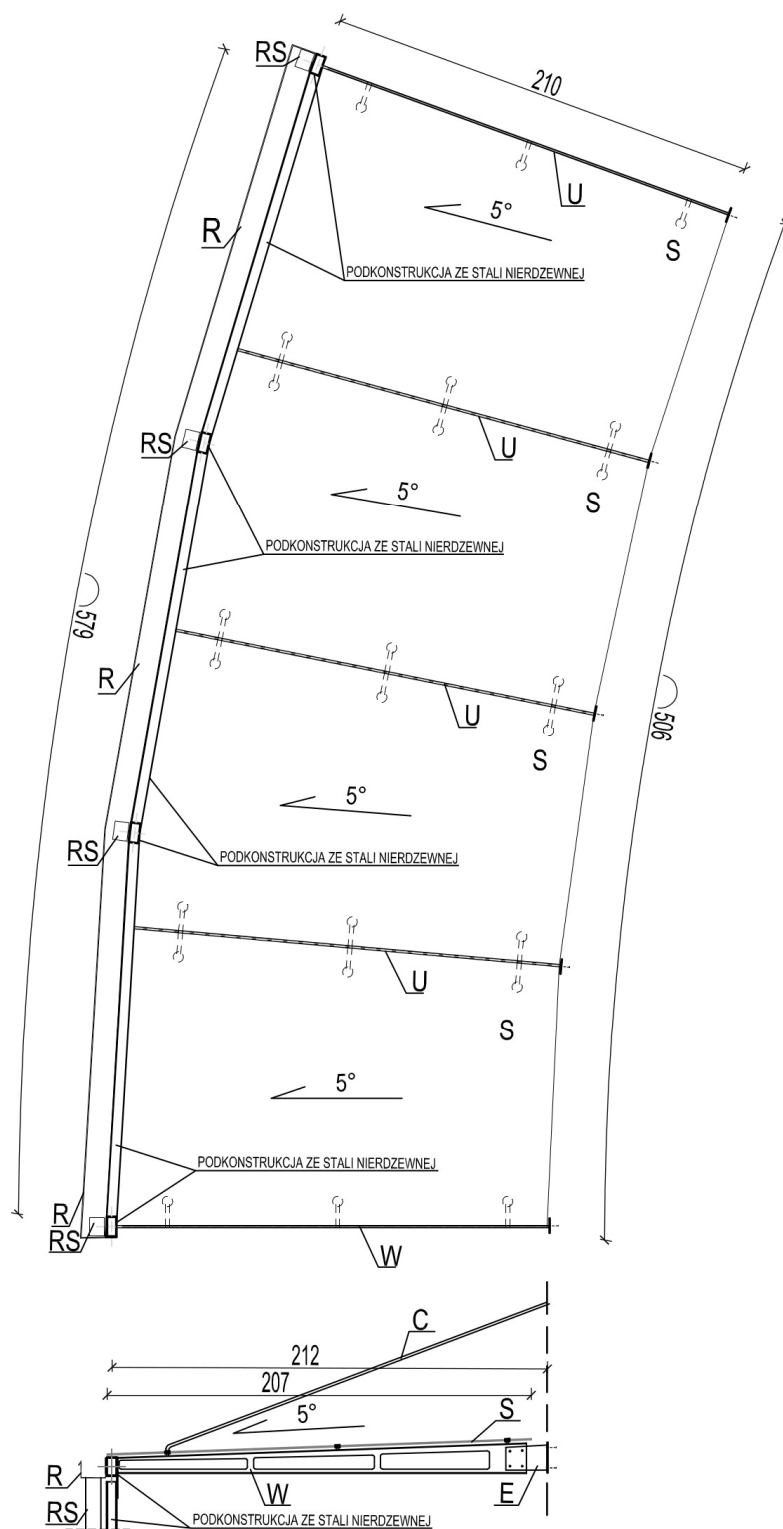 RS
210
U
5°
S
R
PODKONSTRUKCJA ZE STALI NIERDZEWNEJ
RS
U
5°
S
PODKONSTRUKCJA ZE STALI NIERDZEWNEJ
579
R
U
506
S
5°
RS
PODKONSTRUKCJA ZE STALI NIERDZEWNEJ
U
S
5°
PODKONSTRUKCJA ZE STALI NIERDZEWNEJ
R
RS
W
C
212
207
5°
S
R
W
E
RS
PODKONSTRUKCJA ZE STALI NIERDZEWNEJ